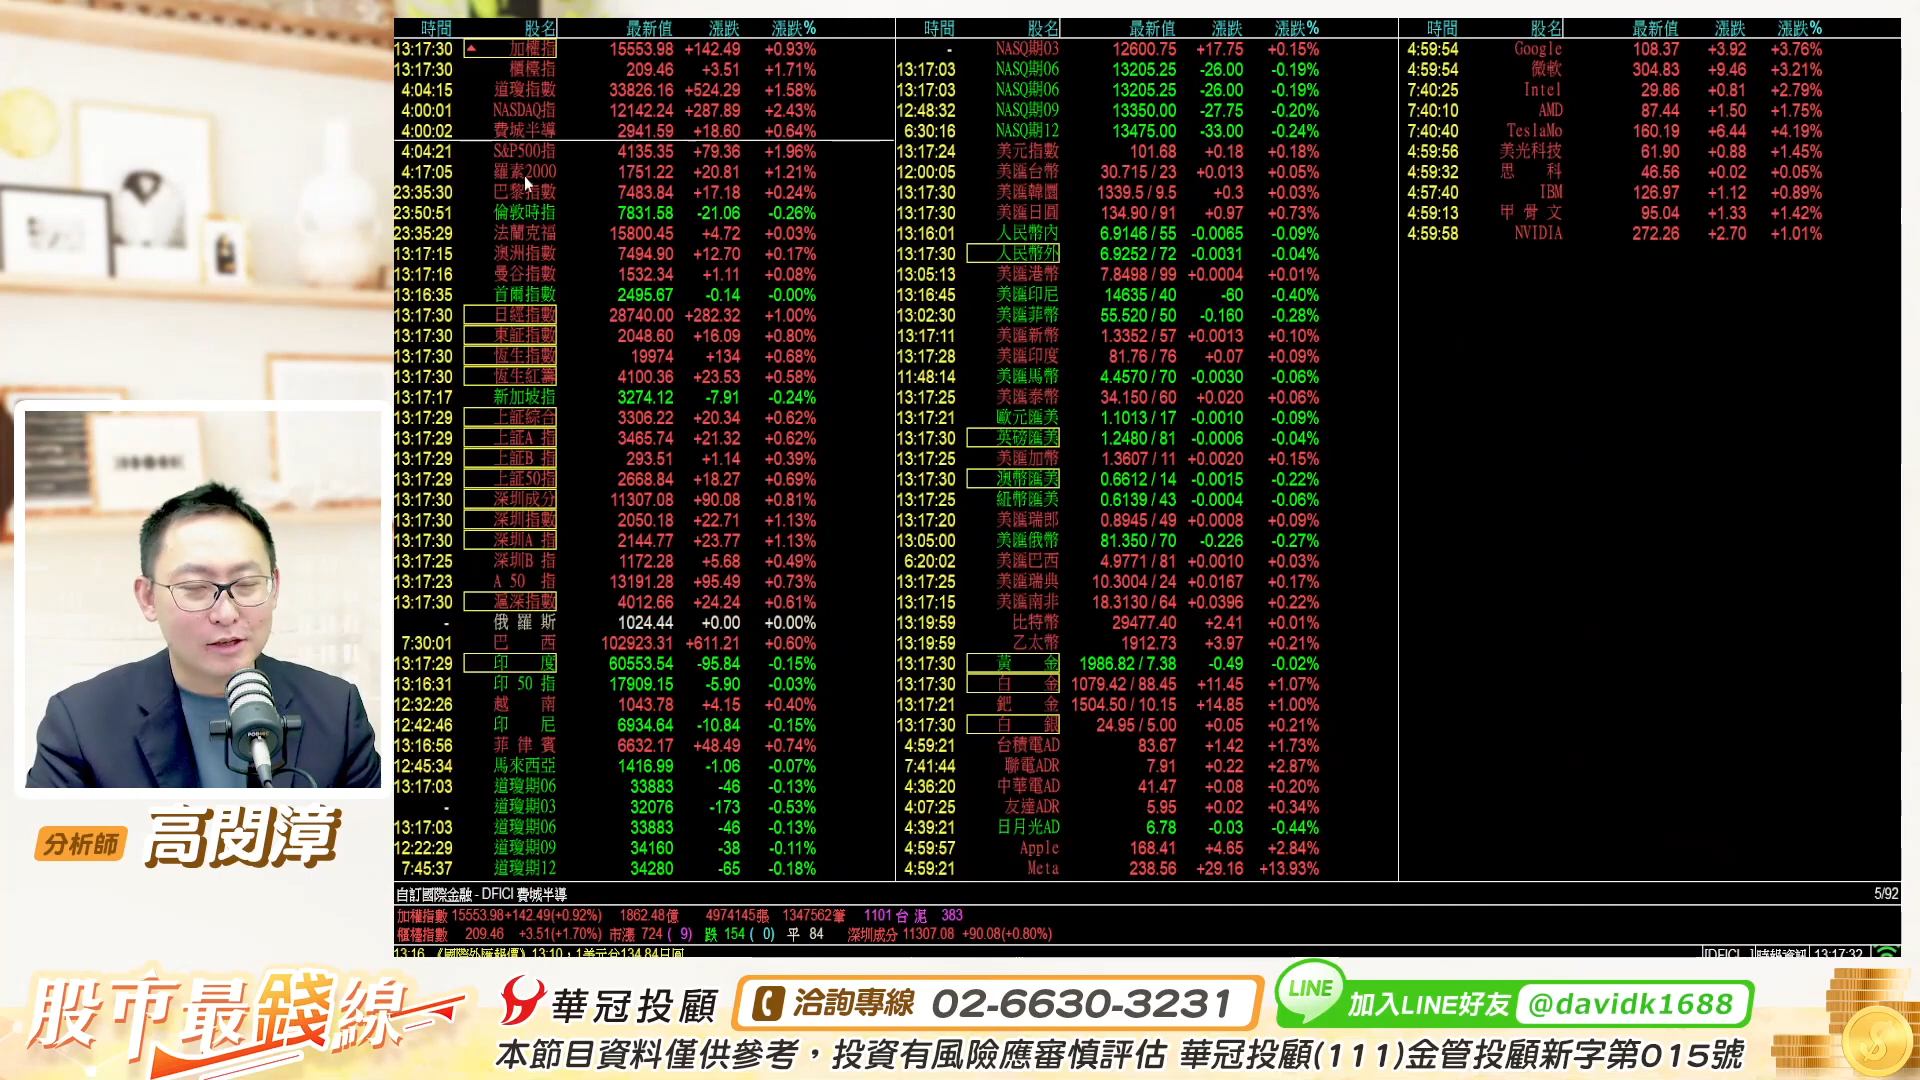 時間 股名 最新值 漲跌 漲跌%
13:17:30 加權指 15553.98 +142.49 +0.93%
13:17:30 櫃檯指 209.46 +3.51 +1.71%
4:04:15 道瓊指數 33826.16 +524.29 +1.58%
4:00:01 NASDAQ指 12142.24 +287.89 +2.43%
4:00:02 費城半導 2941.59 +18.60 +0.64%
4:04:21 S&P500指 4135.35 +79.36 +1.96%
4:17:05 羅素2000 1751.22 +20.81 +1.21%
23:35:30 巴黎指數 7483.84 +17.18 +0.24%
23:50:51 倫敦時指 7831.58 -21.06 -0.26%
23:35:29 法蘭克福 15800.45 +4.72 +0.03%
13:17:15 澳洲指數 7494.90 +12.70 +0.17%
13:17:16 曼谷指數 1532.34 +1.11 +0.08%
13:16:35 首爾指數 2495.67 -0.14 -0.00%
13:17:30 日經指數 28740.00 +282.32 +1.00%
13:17:30 東証指數 2048.60 +16.09 +0.80%
13:17:30 恆生指數 19974 +134 +0.68%
13:17:30 恆生紅籌 4100.36 +23.53 +0.58%
13:17:17 新加坡指 3274.12 -7.91 -0.24%
13:17:29 上証綜合 3306.22 +20.34 +0.62%
13:17:29 上証A 指 3465.74 +21.32 +0.62%
13:17:29 上証B 指 293.51 +1.14 +0.39%
13:17:29 上証50指 2668.84 +18.27 +0.69%
13:17:30 深圳成分 11307.08 +90.08 +0.81%
13:17:30 深圳指數 2050.18 +22.71 +1.13%
13:17:30 深圳A 指 2144.77 +23.77 +1.13%
13:17:25 深圳B 指 1172.28 +5.68 +0.49%
13:17:23 A 50 指 13191.28 +95.49 +0.73%
13:17:30 滬深指數 4012.66 +24.24 +0.61%
- 俄 羅 斯 1024.44 +0.00 +0.00%
7:30:01 巴 西 102923.31 +611.21 +0.60%
13:17:29 印 度 60553.54 -95.84 -0.15%
13:16:31 印 50 指 17909.15 -5.90 -0.03%
12:32:26 越 南 1043.78 +4.15 +0.40%
12:42:46 印 尼 6934.64 -10.84 -0.15%
13:16:56 菲 律 賓 6632.17 +48.49 +0.74%
12:45:34 馬來西亞 1416.99 -1.06 -0.07%
13:17:03 道瓊期06 33883 -46 -0.13%
- 道瓊期03 32076 -173 -0.53%
13:17:03 道瓊期06 33883 -46 -0.13%
12:22:29 道瓊期09 34160 -38 -0.11%
7:45:37 道瓊期12 34280 -65 -0.18%
時間 股名 最新值 漲跌 漲跌%
- NASQ期03 12600.75 +17.75 +0.15%
13:17:03 NASQ期06 13205.25 -26.00 -0.19%
13:17:03 NASQ期06 13205.25 -26.00 -0.19%
12:48:32 NASQ期09 13350.00 -27.75 -0.20%
6:30:16 NASQ期12 13475.00 -33.00 -0.24%
13:17:24 美元指數 101.68 +0.18 +0.18%
12:00:05 美匯台幣 30.715 / 23 +0.013 +0.05%
13:17:30 美匯韓圜 1339.5 / 9.5 +0.3 +0.03%
13:17:30 美匯日圓 134.90 / 91 +0.97 +0.73%
13:16:01 人民幣內 6.9146 / 55 -0.0065 -0.09%
13:17:30 人民幣外 6.9252 / 72 -0.0031 -0.04%
13:05:13 美匯港幣 7.8498 / 99 +0.0004 +0.01%
13:16:45 美匯印尼 14635 / 40 -60 -0.40%
13:02:30 美匯菲幣 55.520 / 50 -0.160 -0.28%
13:17:11 美匯新幣 1.3352 / 57 +0.0013 +0.10%
13:17:28 美匯印度 81.76 / 76 +0.07 +0.09%
11:48:14 美匯馬幣 4.4570 / 70 -0.0030 -0.06%
13:17:25 美匯泰幣 34.150 / 60 +0.020 +0.06%
13:17:21 歐元匯美 1.1013 / 17 -0.0010 -0.09%
13:17:30 英磅匯美 1.2480 / 81 -0.0006 -0.04%
13:17:25 美匯加幣 1.3607 / 11 +0.0020 +0.15%
13:17:30 澳幣匯美 0.6612 / 14 -0.0015 -0.22%
13:17:25 紐幣匯美 0.6139 / 43 -0.0004 -0.06%
13:17:20 美匯瑞郎 0.8945 / 49 +0.0008 +0.09%
13:05:00 美匯俄幣 81.350 / 70 -0.226 -0.27%
6:20:02 美匯巴西 4.9771 / 81 +0.0010 +0.03%
13:17:25 美匯瑞典 10.3004 / 24 +0.0167 +0.17%
13:17:15 美匯南非 18.3130 / 64 +0.0396 +0.22%
13:19:59 比特幣 29477.40 +2.41 +0.01%
13:19:59 乙太幣 1912.73 +3.97 +0.21%
13:17:30 黃 金 1986.82 / 7.38 -0.49 -0.02%
13:17:30 白 金 1079.42 / 88.45 +11.45 +1.07%
13:17:21 鈀 金 1504.50 / 10.15 +14.85 +1.00%
13:17:30 白 銀 24.95 / 5.00 +0.05 +0.21%
4:59:21 台積電AD 83.67 +1.42 +1.73%
7:41:44 聯電ADR 7.91 +0.22 +2.87%
4:36:20 中華電AD 41.47 +0.08 +0.20%
4:07:25 友達ADR 5.95 +0.02 +0.34%
4:39:21 日月光AD 6.78 -0.03 -0.44%
4:59:57 Apple 168.41 +4.65 +2.84%
4:59:21 Meta 238.56 +29.16 +13.93%
時間 股名 最新值 漲跌 漲跌%
4:59:54 Google 108.37 +3.92 +3.76%
4:59:54 微軟 304.83 +9.46 +3.21%
7:40:25 Intel 29.86 +0.81 +2.79%
7:40:10 AMD 87.44 +1.50 +1.75%
7:40:40 TeslaMo 160.19 +6.44 +4.19%
4:59:56 美光科技 61.90 +0.88 +1.45%
4:59:32 思 科 46.56 +0.02 +0.05%
4:57:40 IBM 126.97 +1.12 +0.89%
4:59:13 甲 骨 文 95.04 +1.33 +1.42%
4:59:58 NVIDIA 272.26 +2.70 +1.01%
自訂國際金融 - DFICI 費城半導 5/92
加權指數 15553.98+142.49(+0.92%) 1862.48億 4974145張 1347562筆 1101 台 泥 383
櫃檯指數 209.46 +3.51(+1.70%) 市漲 724 ( 9) 跌 154 ( 0) 平 84 深圳成分 11307.08 +90.08(+0.80%)
13:16 《國際外匯報價》13:10，1美元兌134.84日圓 [DFICI 時報資訊 13:17:32
PODMIC
分析師 高閔漳
股市最錢線
華冠投顧 洽詢專線 02-6630-3231 LINE 加入LINE好友 @davidk1688
本節目資料僅供參考，投資有風險應審慎評估 華冠投顧(111)金管投顧新字第015號